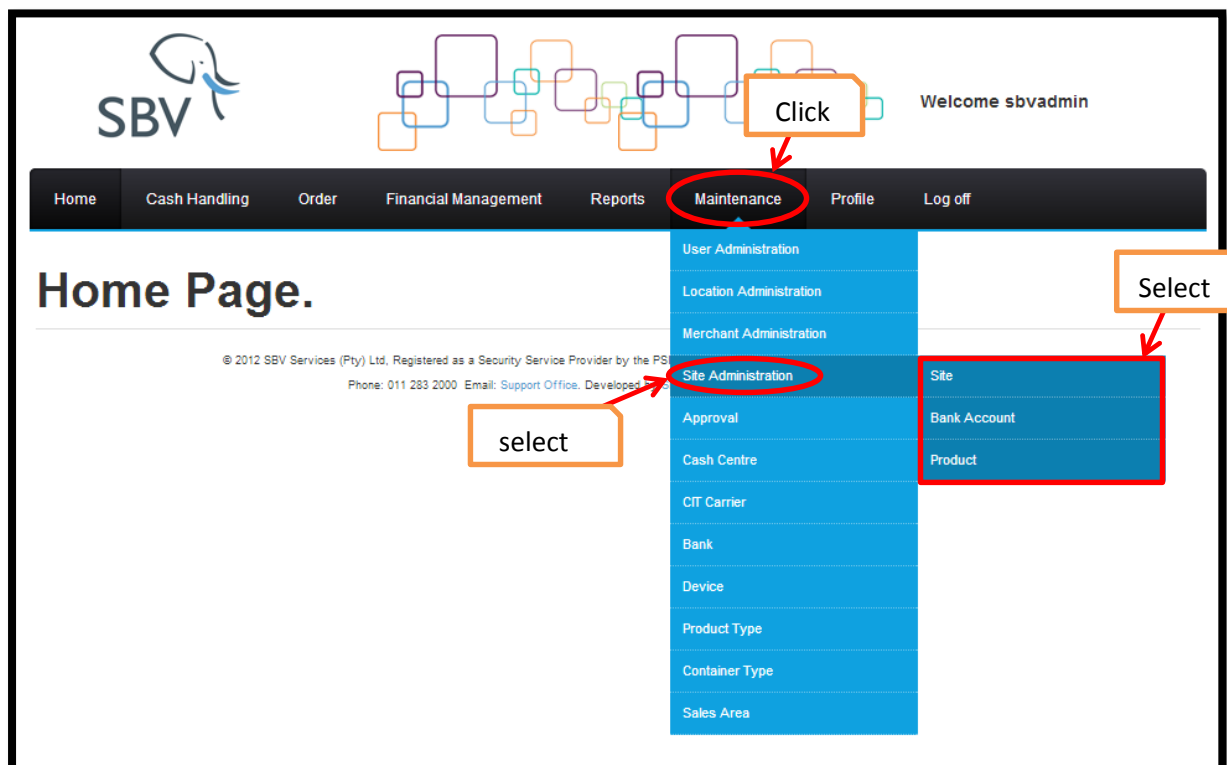 SBV
Click
Welcome sbvadmin
Home Cash Handling Order Financial Management Reports Maintenance Profile Log off
User Administration
Home Page.
Location Administration
Select
Merchant Administration
© 2012 SBV Services (Pty) Ltd, Registered as a Security Service Provider by the
Site Administration
Site
Phone: 011 283 2000 Email: Support Office. Developed
Approval
Bank Account
select
Cash Centre
Product
CIT Carrier
Bank
Device
Product Type
Container Type
Sales Area